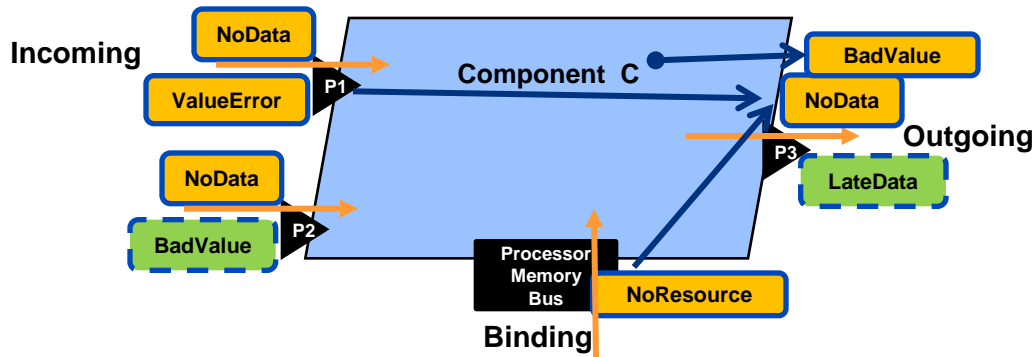 Incoming
NoData
ValueError
P1
Component C
BadValue
NoData
Outgoing
P3
LateData
NoData
BadValue
P2
Processor
Memory
Bus
NoResource
Binding